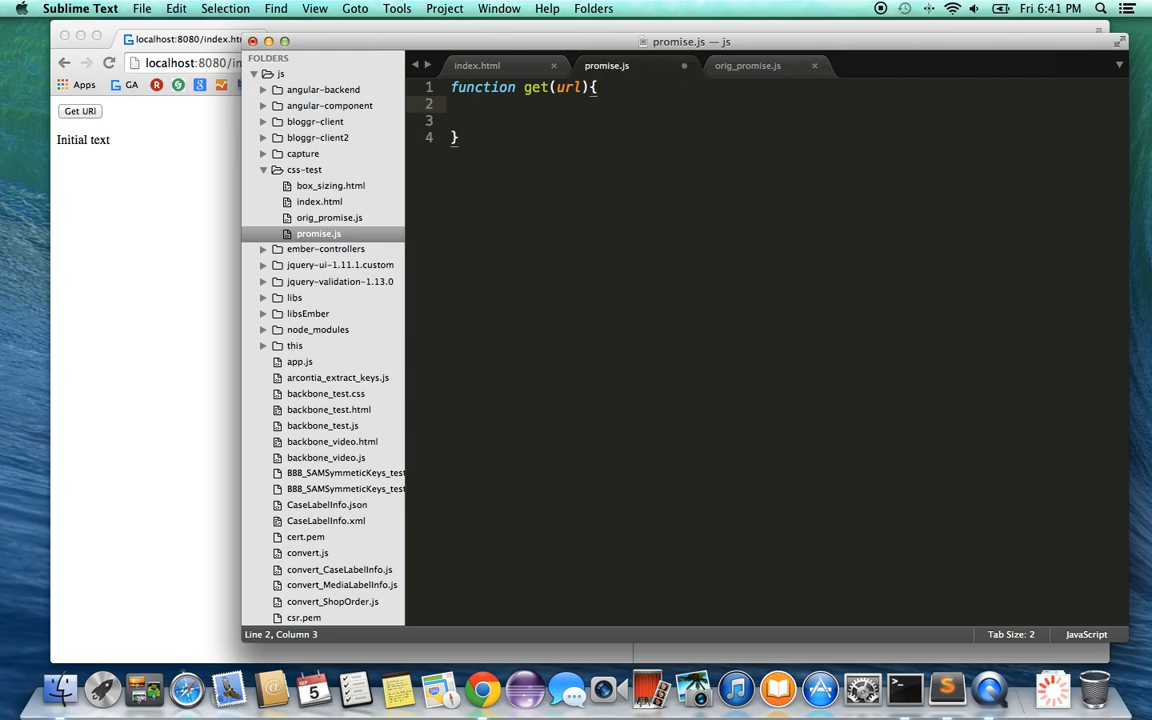 Sublime Text File Edit Selection Find View Goto Tools Project Window Help Folders Fri 6:41 PM
localhost:8080/index.ht
promise.js — js
localhost:8080/in
Apps GA
Get URI
Initial text
FOLDERS
js
angular-backend
angular-component
bloggr-client
bloggr-client2
capture
css-test
box_sizing.html
index.html
orig_promise.js
promise.js
ember-controllers
jquery-ui-1.11.1.custom
jquery-validation-1.13.0
libs
libsEmber
node_modules
this
app.js
arcontia_extract_keys.js
backbone_test.css
backbone_test.html
backbone_test.js
backbone_video.html
backbone_video.js
BBB_SAMSymmeticKeys_test
BBB_SAMSymmeticKeys_test
CaseLabelInfo.json
CaseLabelInfo.xml
cert.pem
convert.js
convert_CaseLabelInfo.js
convert_MediaLabelInfo.js
convert_ShopOrder.js
csr.pem
index.html promise.js orig_promise.js
1 function get(url){
2
3
4 }
Line 2, Column 3 Tab Size: 2 JavaScript
SEP
5